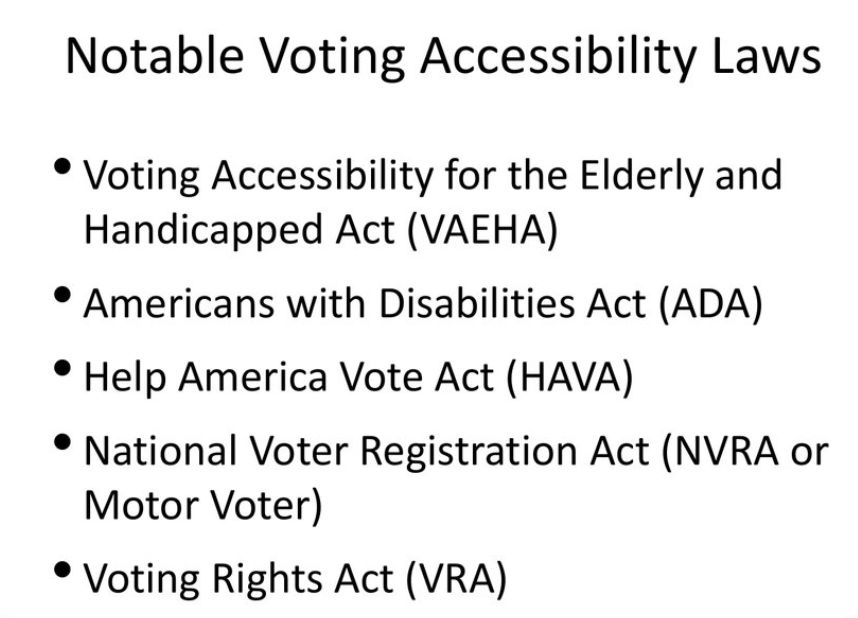 Notable Voting Accessibility Laws
• Voting Accessibility for the Elderly and
Handicapped Act (VAEHA)
• Americans with Disabilities Act (ADA)
• Help America Vote Act (HAVA)
• National Voter Registration Act (NVRA or
Motor Voter)
• Voting Rights Act (VRA)